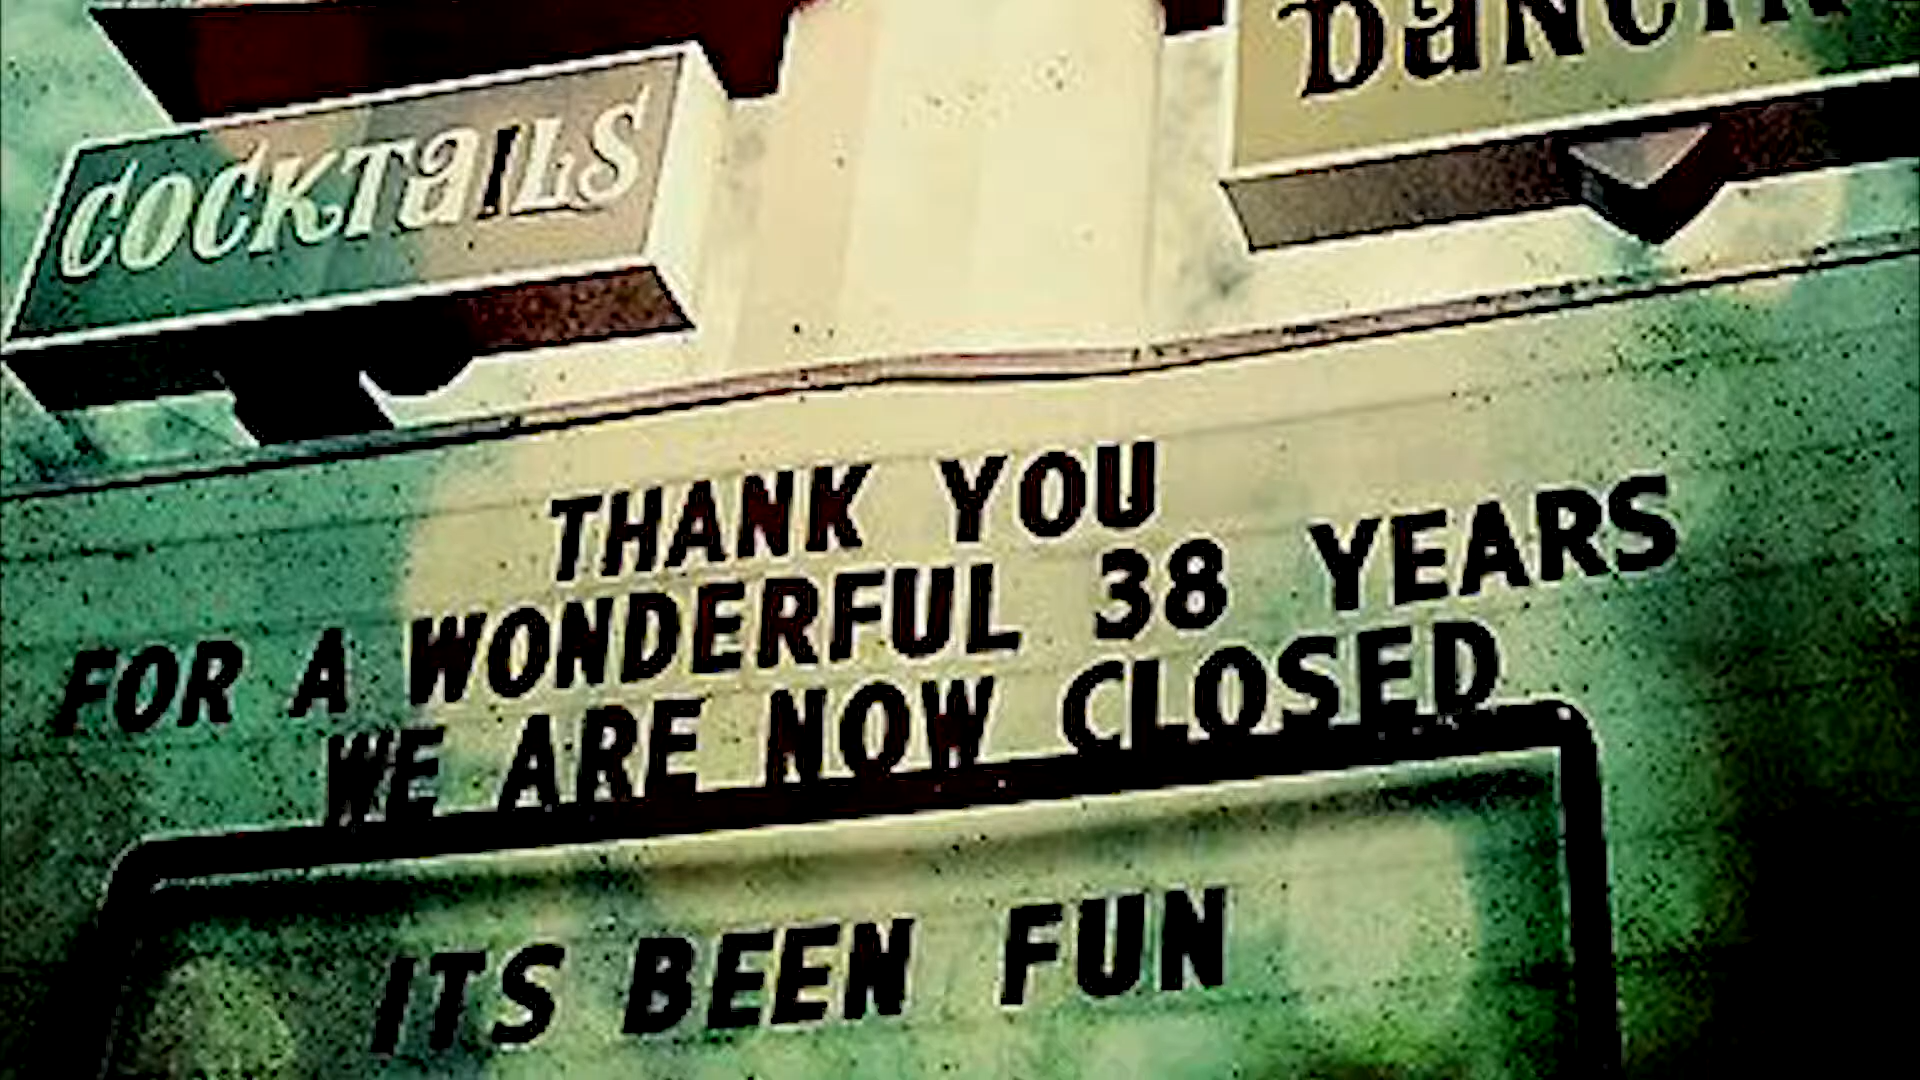 COCKTaILS
THANK YOU
FOR A WONDERFUL 38 YEARS
WE ARE NOW CLOSED
ITS BEEN FUN